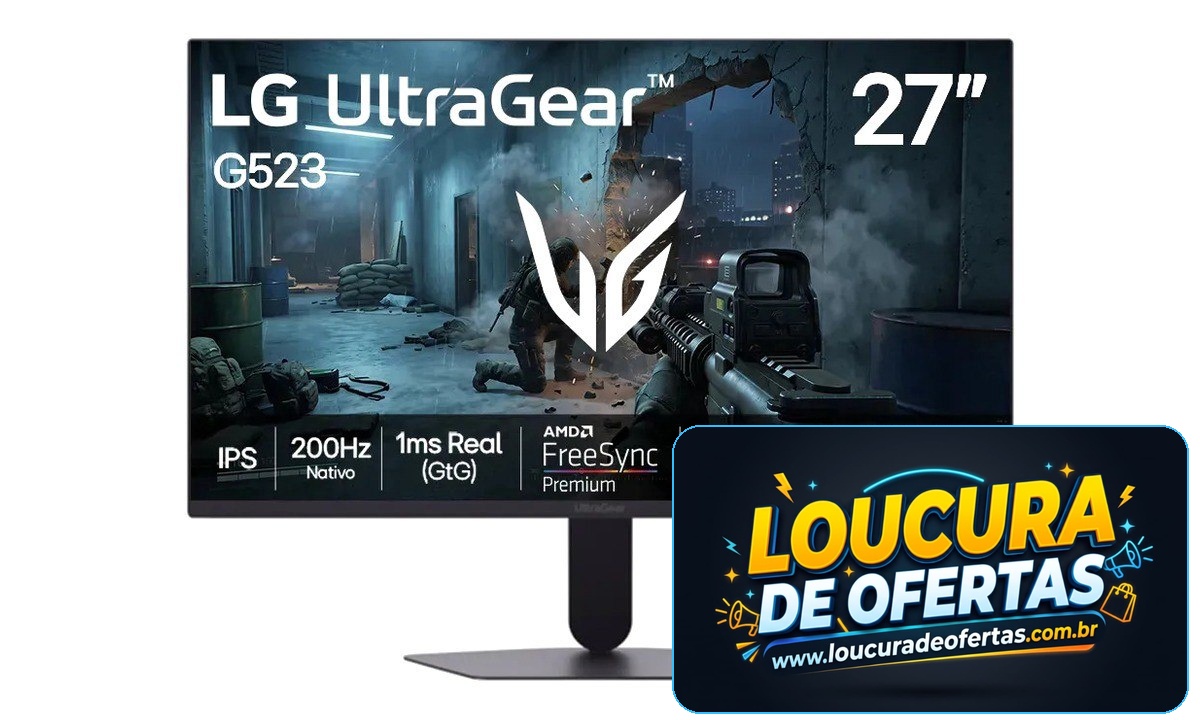 LG UltraGear™
27"
G523
IPS
200Hz
Nativo
1ms Real
(GtG)
AMD
FreeSync
Premium
UltraGear
LOUCURA
DE OFERTAS
www.loucuradeofertas.com.br